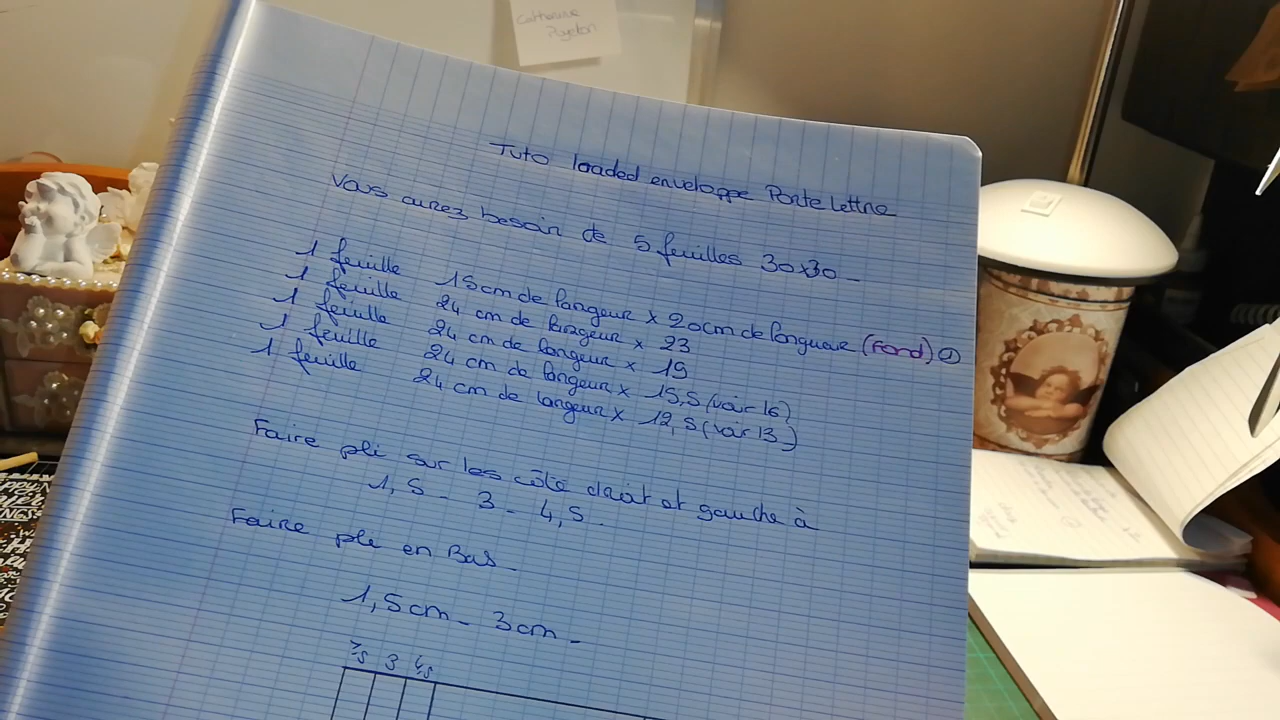 Catherine
Tuto loaded enveloppe Porte lettre
Vous aurez besoin de 5 feuilles 30x30 -
1 feuille 15cm de largeur x 20cm de longueur (Fond) ①
1 feuille 24 cm de largeur x 23
1 feuille 24 cm de largeur x 19
1 feuille 24 cm de largeur x 15,5 (voir 16)
1 feuille 24 cm de largeur x 12,5 (voir 13)
Faire pli sur les côté droit et gauche à
1,5 - 3 - 4,5 -
Faire pli en Bas -
1,5cm - 3cm -
3